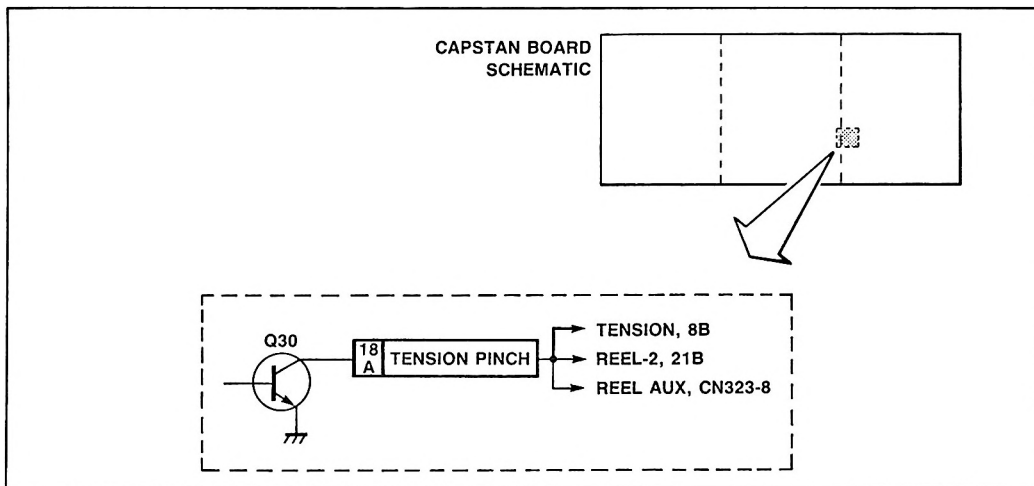 CAPSTAN BOARD
SCHEMATIC
Q30
18
A
TENSION PINCH
TENSION, 8B
REEL-2, 21B
REEL AUX, CN323-8